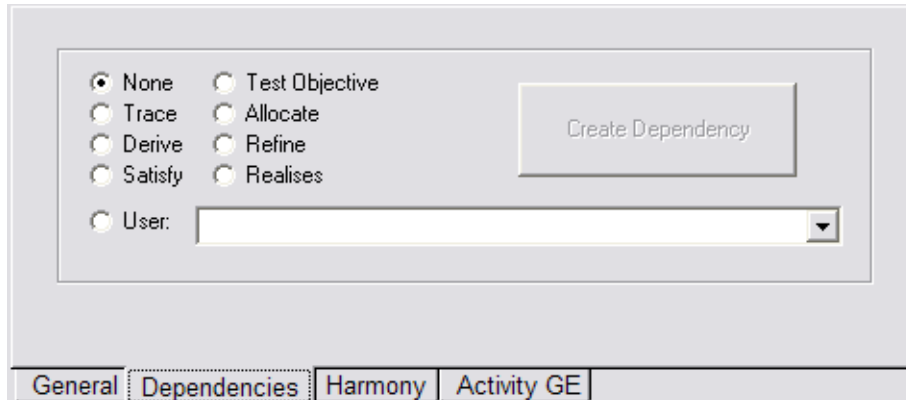 None Test Objective
Trace Allocate
Create Dependency
Derive Refine
Satisfy Realises
User:
General Dependencies Harmony Activity GE